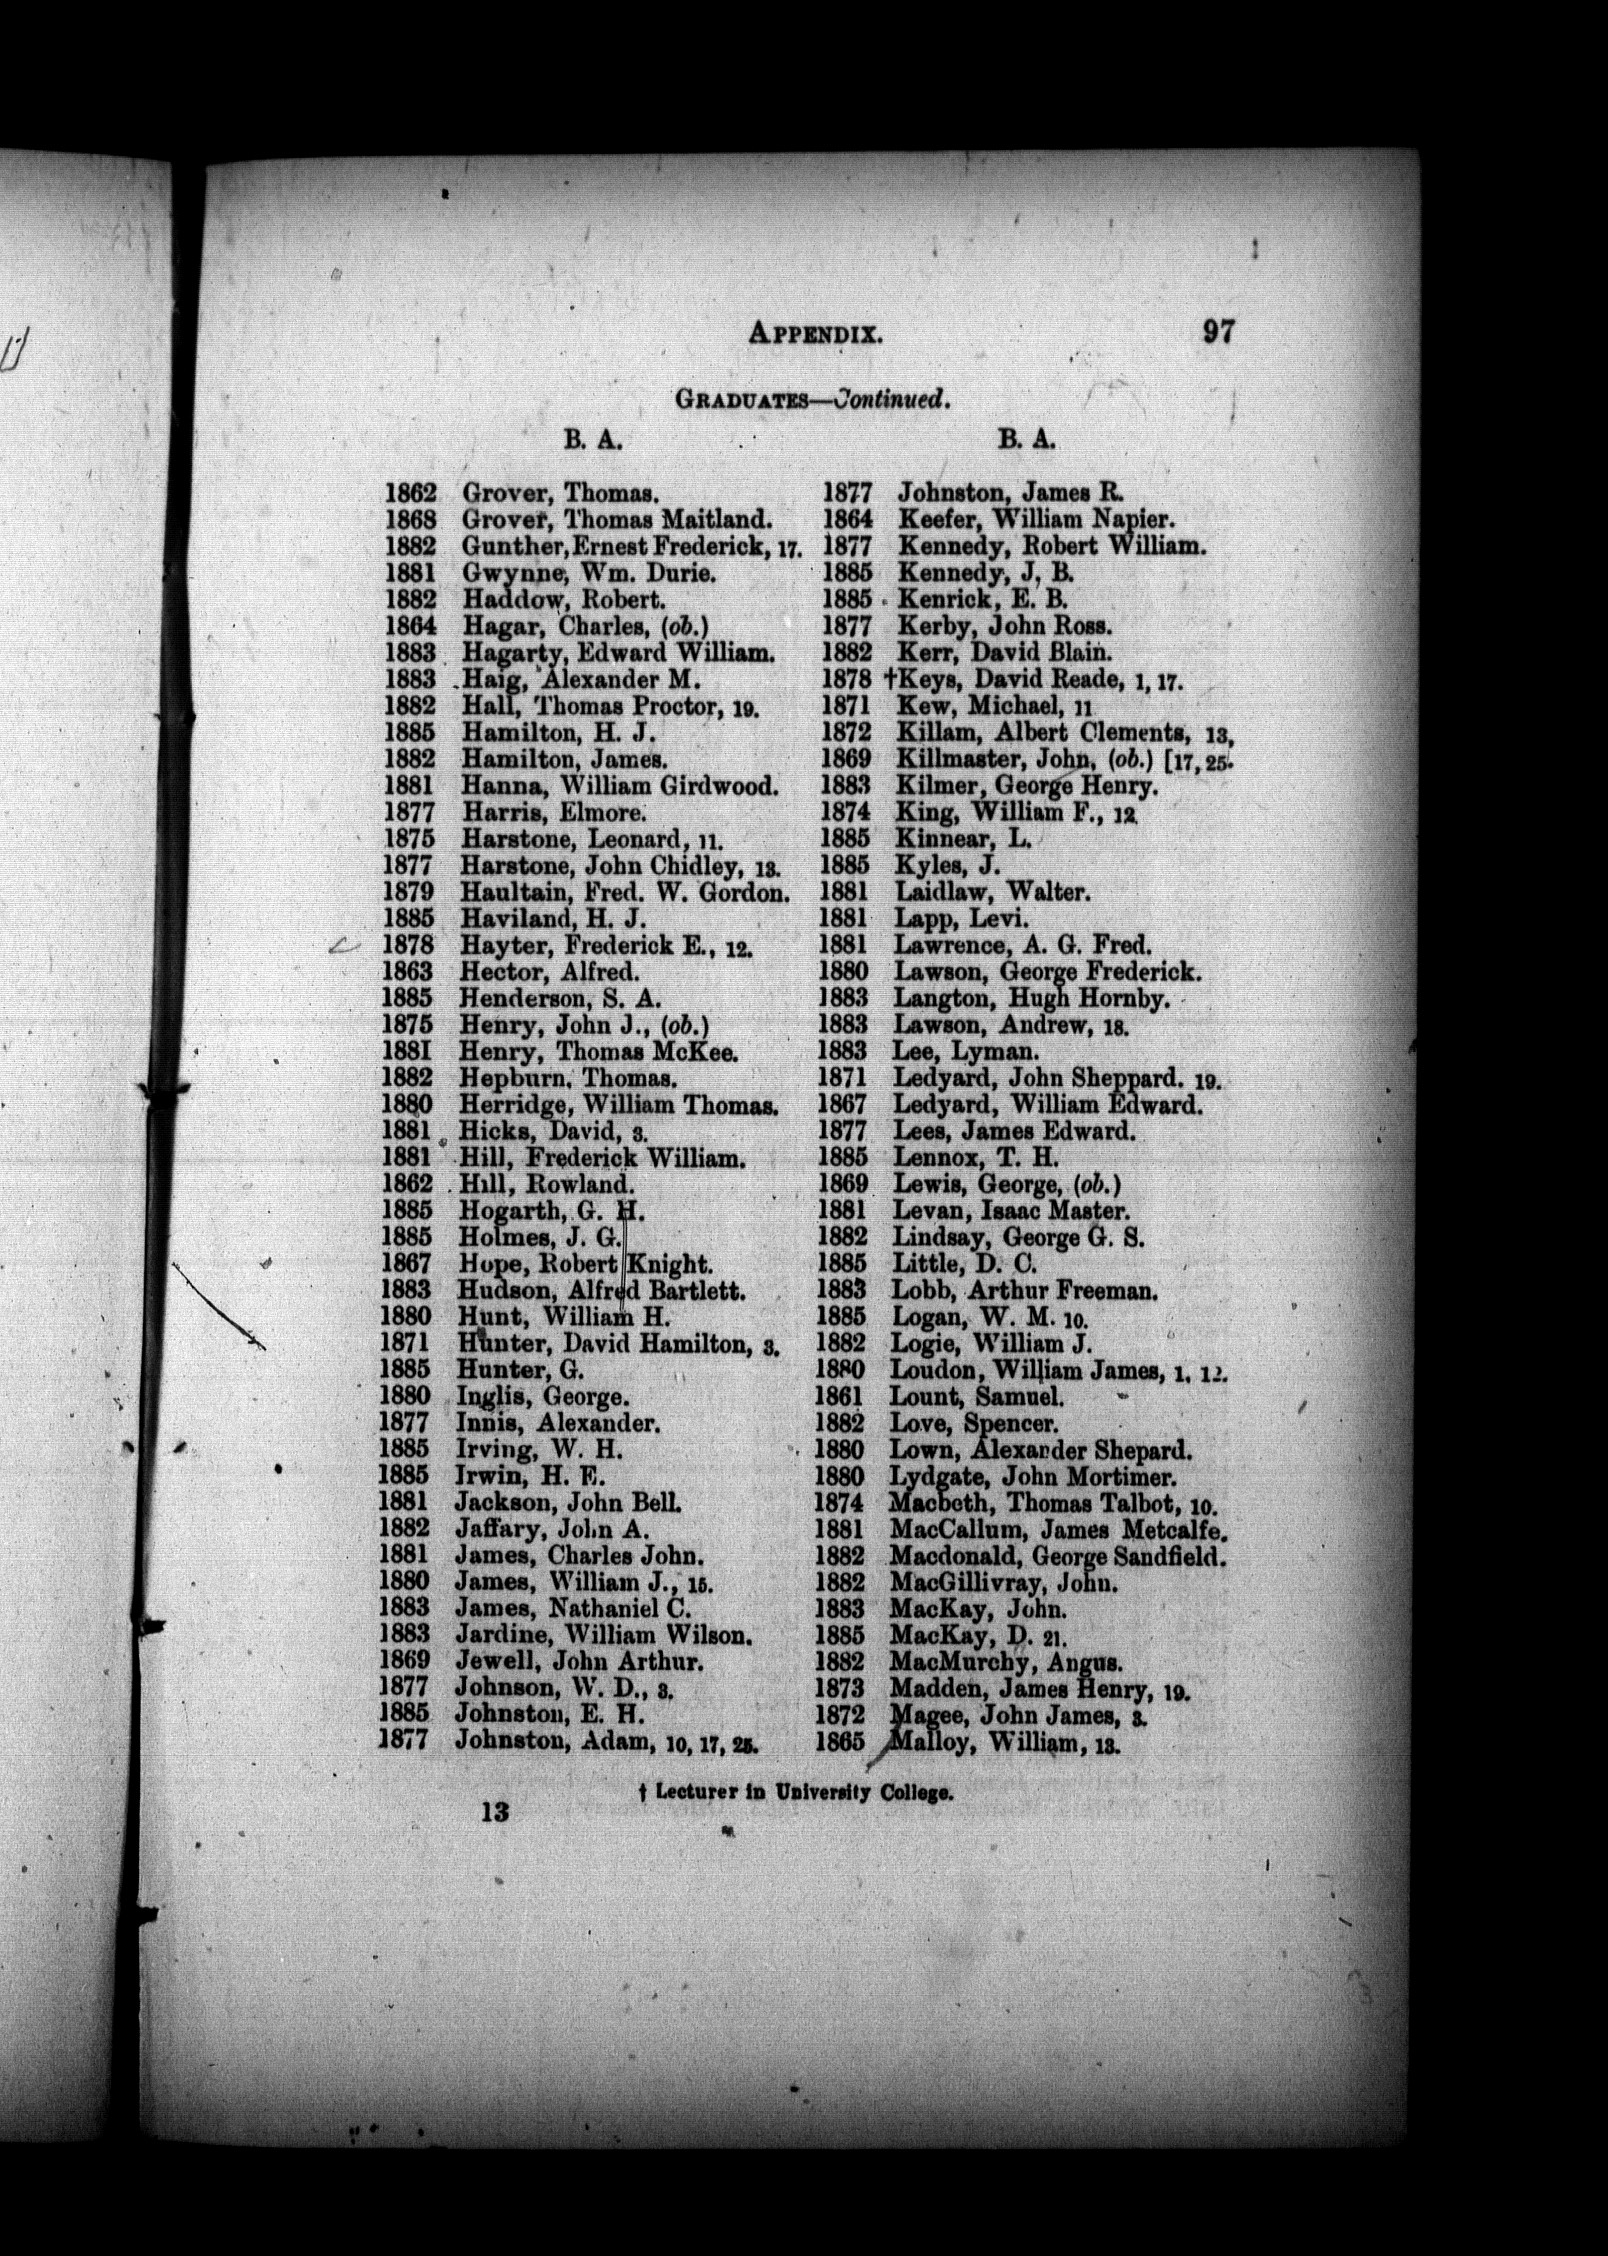 APPENDIX.
97
GRADUATES—Continued.
B. A.
1862 Grover, Thomas.
1868 Grover, Thomas Maitland.
1882 Gunther, Ernest Frederick, 17.
1881 Gwynne, Wm. Durie.
1882 Haddow, Robert.
1864 Hagar, Charles, (ob.)
1883 Hagarty, Edward William.
1883 Haig, Alexander M.
1882 Hall, Thomas Proctor, 19.
1885 Hamilton, H. J.
1882 Hamilton, James.
1881 Hanna, William Girdwood.
1877 Harris, Elmore.
1875 Harstone, Leonard, 11.
1877 Harstone, John Chidley, 13.
1879 Haultain, Fred. W. Gordon.
1885 Haviland, H. J.
1878 Hayter, Frederick E., 12.
1863 Hector, Alfred.
1885 Henderson, S. A.
1875 Henry, John J., (ob.)
1881 Henry, Thomas McKee.
1882 Hepburn, Thomas.
1880 Herridge, William Thomas.
1881 Hicks, David, 3.
1881 Hill, Frederick William.
1862 Hill, Rowland.
1885 Hogarth, G. H.
1885 Holmes, J. G.
1867 Hope, Robert Knight.
1883 Hudson, Alfred Bartlett.
1880 Hunt, William H.
1871 Hunter, David Hamilton, 3.
1885 Hunter, G.
1880 Inglis, George.
1877 Innis, Alexander.
1885 Irving, W. H.
1885 Irwin, H. E.
1881 Jackson, John Bell.
1882 Jaffary, John A.
1881 James, Charles John.
1880 James, William J., 15.
1883 James, Nathaniel C.
1883 Jardine, William Wilson.
1869 Jewell, John Arthur.
1877 Johnson, W. D., 3.
1885 Johnston, E. H.
1877 Johnston, Adam, 10, 17, 25.
B. A.
1877 Johnston, James R.
1864 Keefer, William Napier.
1877 Kennedy, Robert William.
1885 Kennedy, J. B.
1885 Kenrick, E. B.
1877 Kerby, John Ross.
1882 Kerr, David Blain.
1878 †Keys, David Reade, 1, 17.
1871 Kew, Michael, 11
1872 Killam, Albert Clements, 13,
1869 Killmaster, John, (ob.) [17, 25.
1883 Kilmer, George Henry.
1874 King, William F., 12.
1885 Kinnear, L.
1885 Kyles, J.
1881 Laidlaw, Walter.
1881 Lapp, Levi.
1881 Lawrence, A. G. Fred.
1880 Lawson, George Frederick.
1883 Langton, Hugh Hornby.
1883 Lawson, Andrew, 18.
1883 Lee, Lyman.
1871 Ledyard, John Sheppard. 19.
1867 Ledyard, William Edward.
1877 Lees, James Edward.
1885 Lennox, T. H.
1869 Lewis, George, (ob.)
1881 Levan, Isaac Master.
1882 Lindsay, George G. S.
1885 Little, D. C.
1883 Lobb, Arthur Freeman.
1885 Logan, W. M. 10.
1882 Logie, William J.
1880 Loudon, William James, 1, 12.
1861 Lount, Samuel.
1882 Love, Spencer.
1880 Lown, Alexander Shepard.
1880 Lydgate, John Mortimer.
1874 Macbeth, Thomas Talbot, 10.
1881 MacCallum, James Metcalfe.
1882 Macdonald, George Sandfield.
1882 MacGillivray, John.
1883 MacKay, John.
1885 MacKay, D. 21.
1882 MacMurchy, Angus.
1873 Madden, James Henry, 19.
1872 Magee, John James, 3.
1865 Malloy, William, 13.
† Lecturer in University College.
13